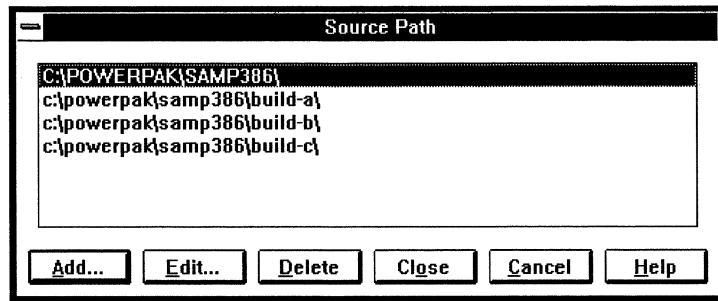 Source Path
C:\POWERPAK\SAMP386\
c:\powerpak\samp386\build-a\
c:\powerpak\samp386\build-b\
c:\powerpak\samp386\build-c\
Add... Edit... Delete Close Cancel Help